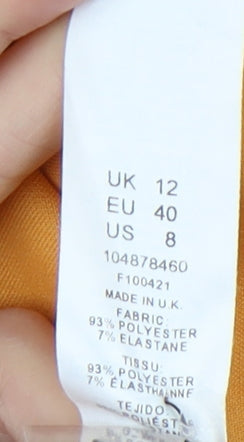 UK 12
EU 40
US 8
104878460
F100421
MADE IN U.K.
FABRIC:
93% POLYESTER
7% ELASTANE
TISSU:
93% POLYESTER
7% ÉLASTHANNE
TEJIDO